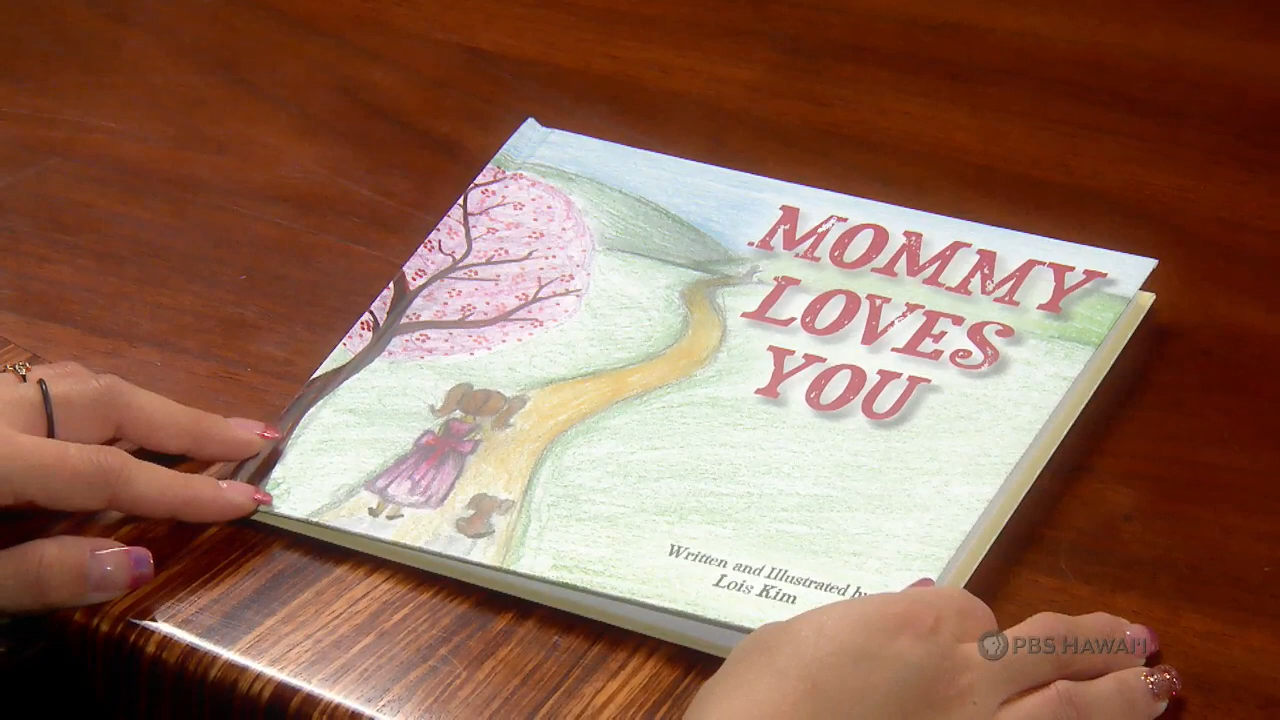 MOMMY
LOVES
YOU
Written and Illustrated by
Lois Kim
PBS HAWAI'I